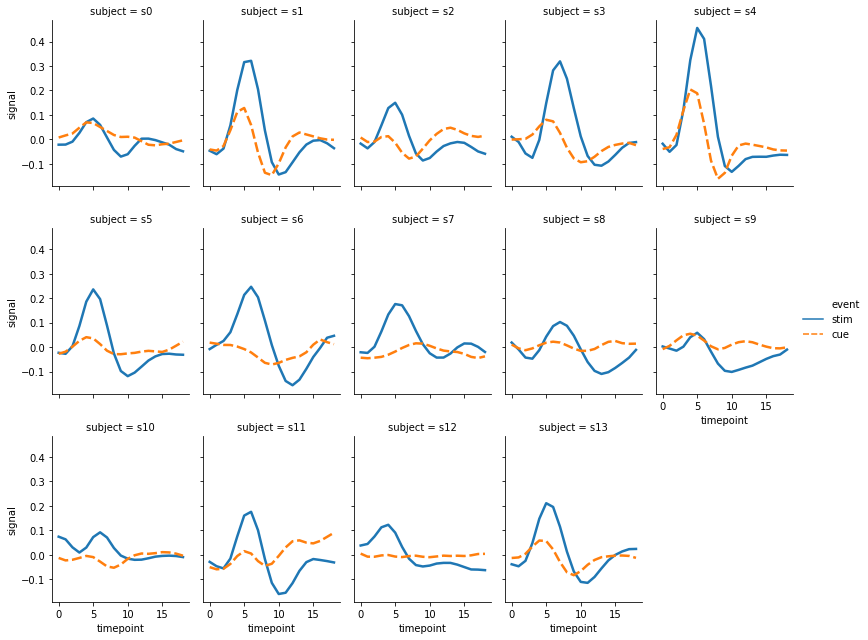 subject = s0 subject = s1 subject = s2 subject = s3 subject = s4
0.4
0.3
0.2
0.1
0.0
−0.1
signal
subject = s5 subject = s6 subject = s7 subject = s8 subject = s9
0.4
0.3
0.2
0.1
0.0
−0.1
signal
0 5 10 15
timepoint
event
stim
cue
subject = s10 subject = s11 subject = s12 subject = s13
0.4
0.3
0.2
0.1
0.0
−0.1
signal
0 5 10 15 0 5 10 15 0 5 10 15 0 5 10 15
timepoint timepoint timepoint timepoint